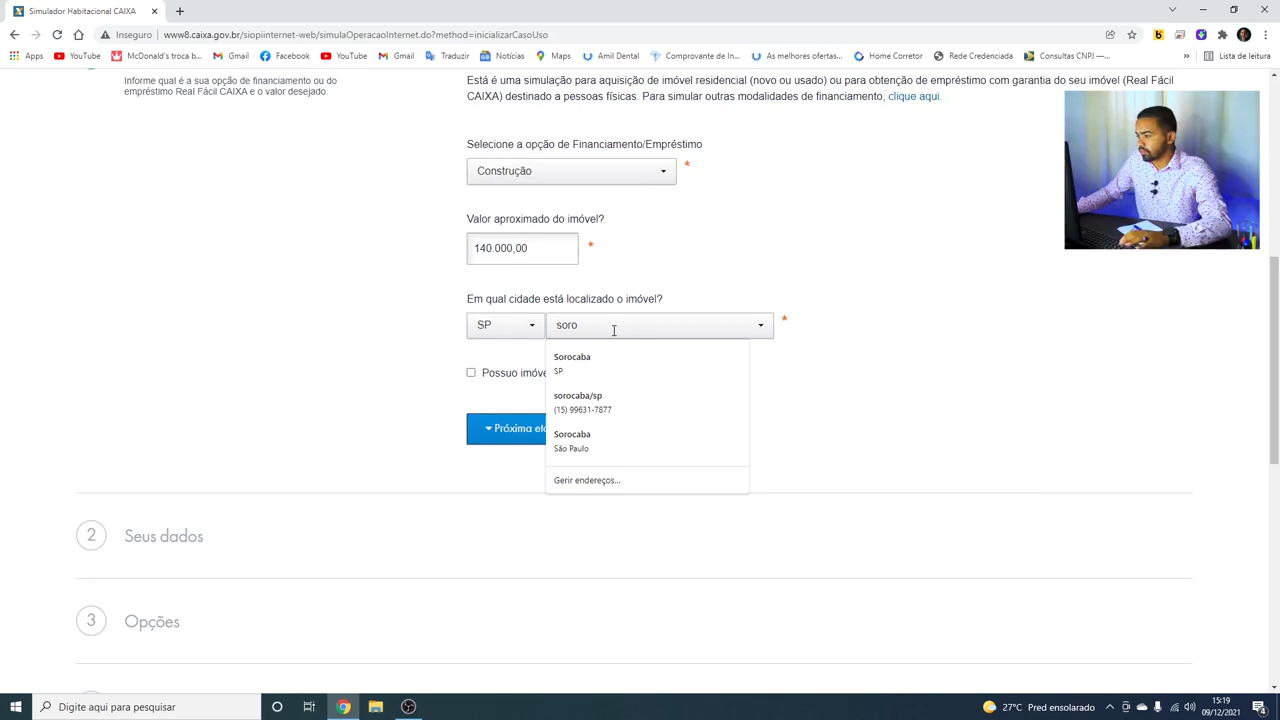 Simulador Habitacional CAIXA
Inseguro www8.caixa.gov.br/siopiinternet-web/simulaOperacaoInternet.do?method=inicializarCasoUso
Apps YouTube McDonald's troca b... Gmail Facebook YouTube Gmail Traduzir Notícias Maps Amil Dental Comprovante de In... As melhores ofertas... Home Corretor Rede Credenciada Consultas CNPJ —... » Lista de leitura
Informe qual é a sua opção de financiamento ou do
empréstimo Real Fácil CAIXA e o valor desejado.
Está é uma simulação para aquisição de imóvel residencial (novo ou usado) ou para obtenção de empréstimo com garantia do seu imóvel (Real
Fácil CAIXA) destinado a pessoas físicas. Para simular outras modalidades de financiamento, clique aqui.
Selecione a opção de Financiamento/Empréstimo
Construção *
Valor aproximado do imóvel?
140.000,00 *
Em qual cidade está localizado o imóvel?
SP soro *
Sorocaba
SP
Possuo imóve
sorocaba/sp
(15) 99631-7877
Próxima eta
Sorocaba
São Paulo
Gerir endereços...
2 Seus dados
3 Opções
Digite aqui para pesquisar
27°C Pred ensolarado
15:19
09/12/2021
4